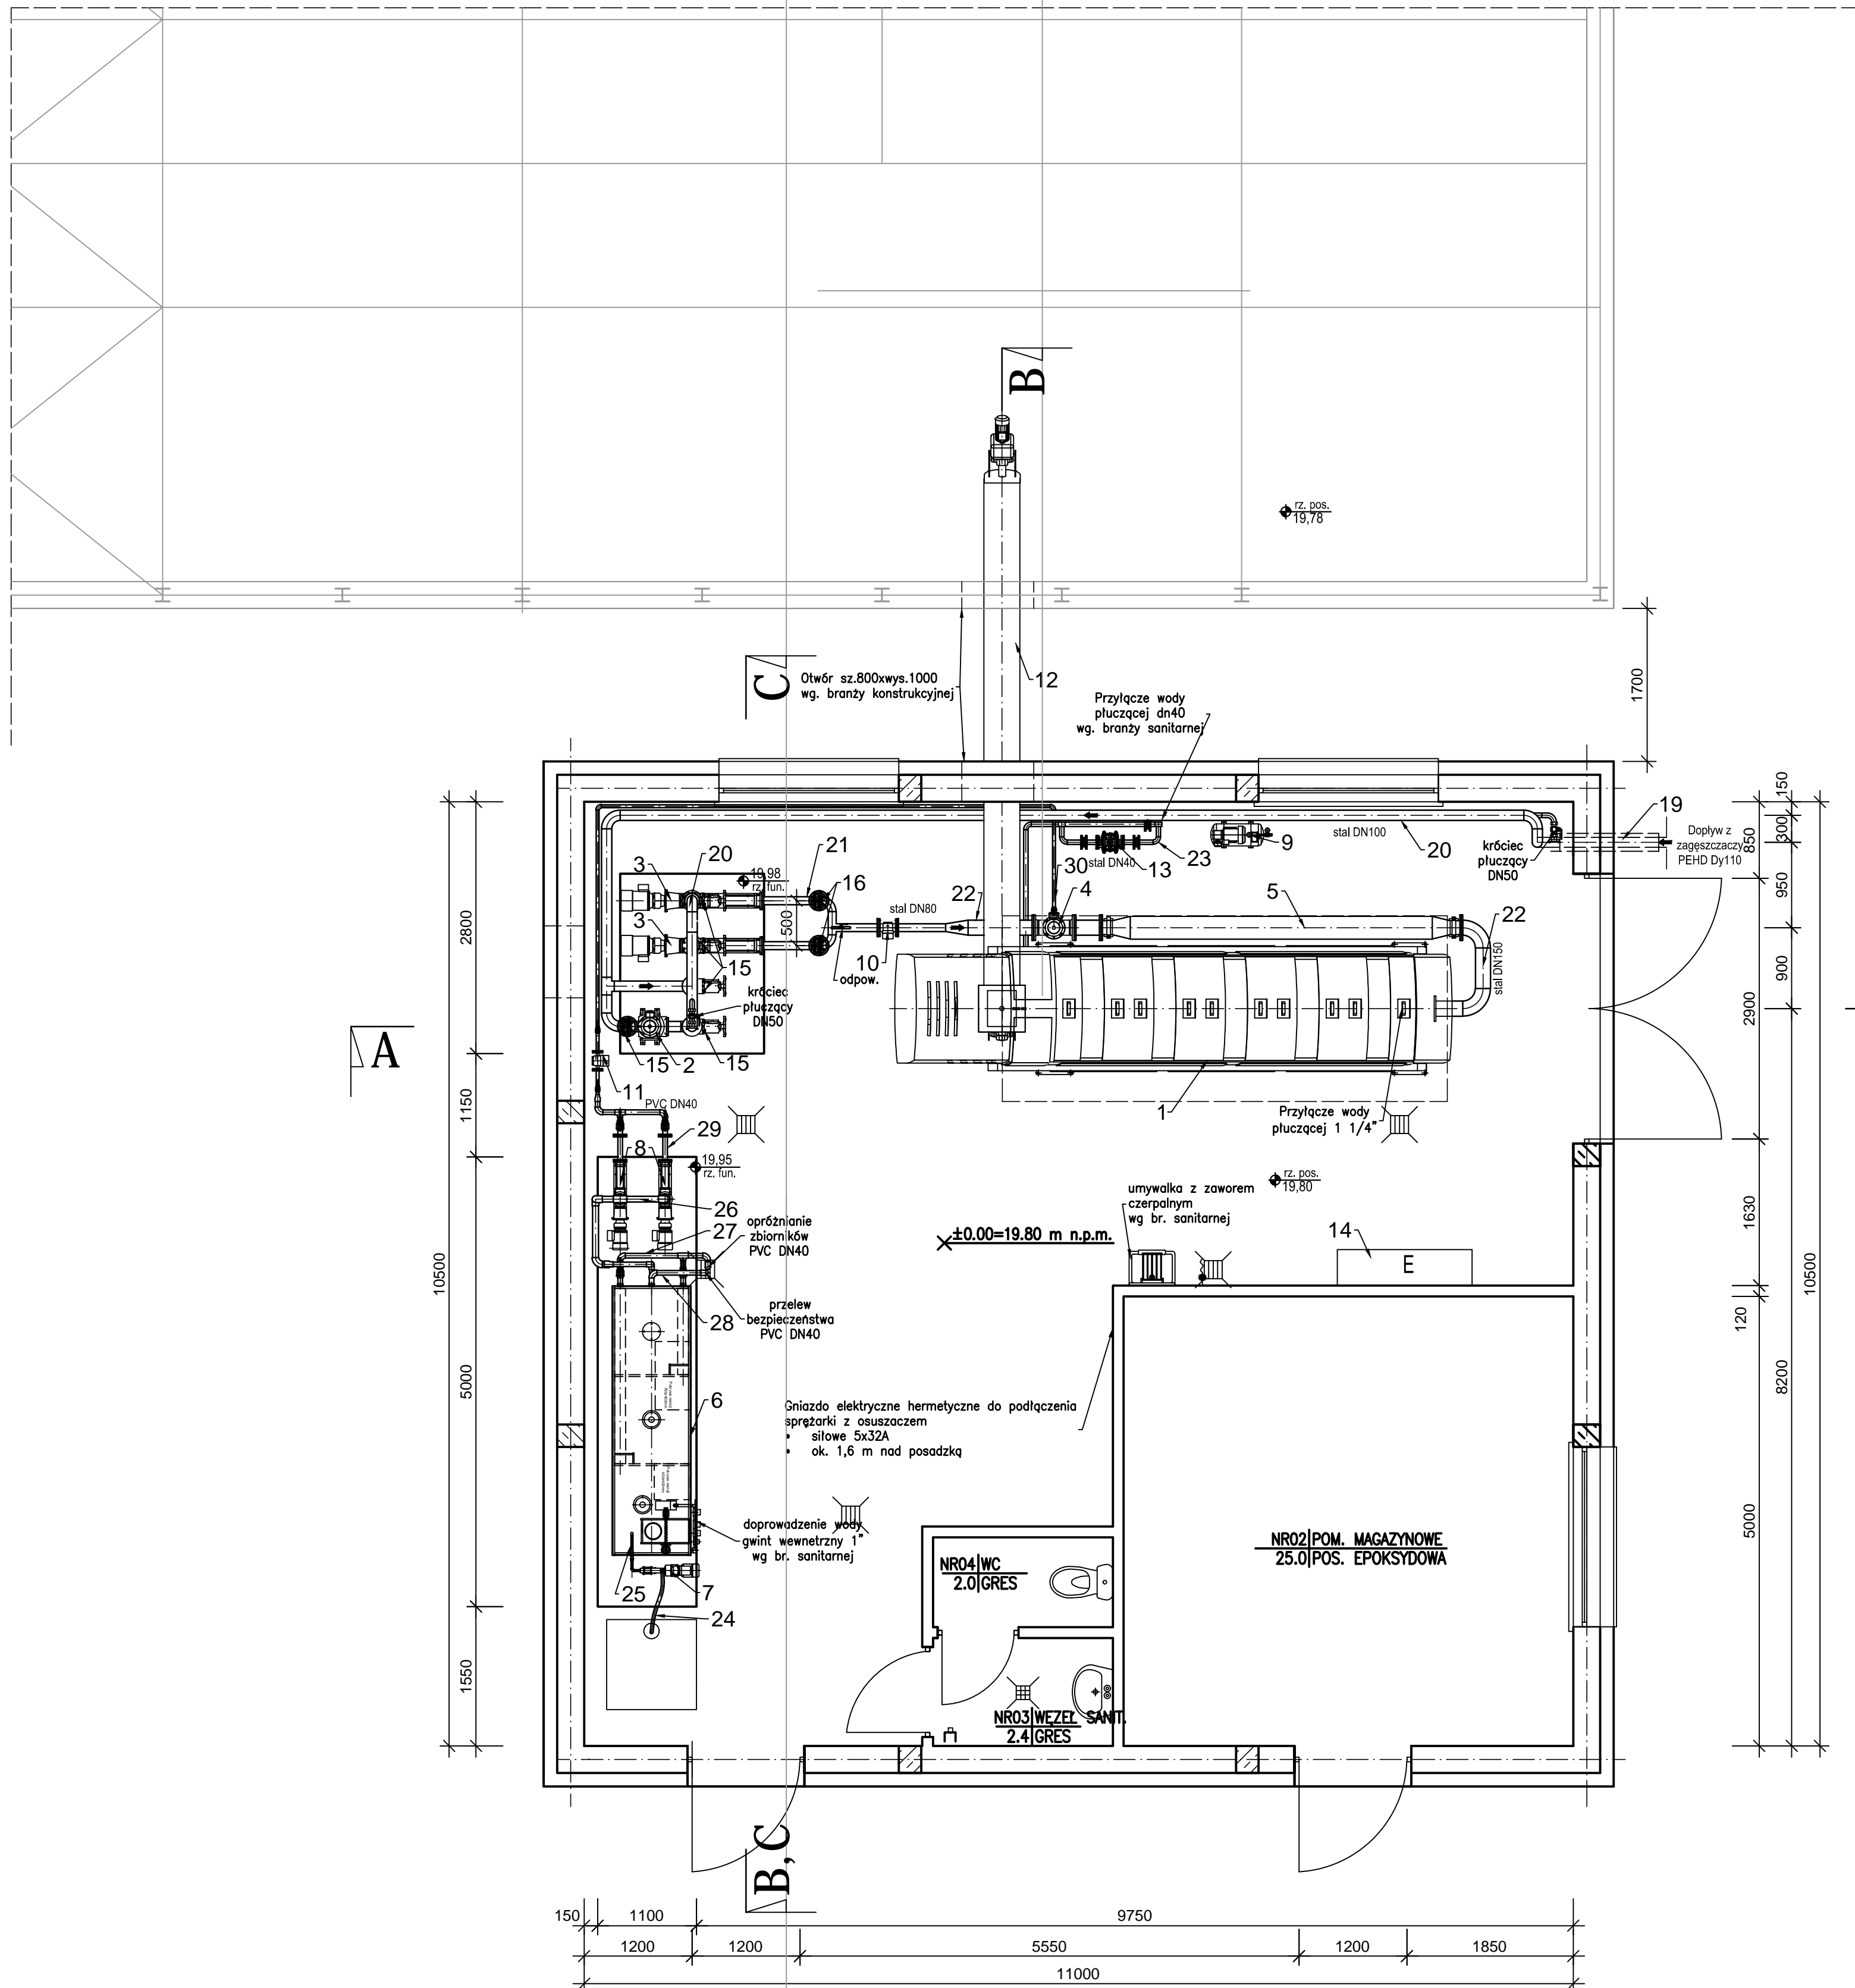 B
rz. pos.
19,78
1700
C
Otwór sz.800xwys.1000
wg. branży konstrukcyjnej
12
Przyłącze wody
płuczącej dn40
wg. branży sanitarnej
150
300
850
950
900
2900
1630
10500
120
8200
5000
19
Dopływ z
zagęszczaczy
PEHD Dy110
króciec
płuczący
DN50
20
stal DN100
9
23
13
stal DN40
30
4
5
22
stal DN150
22
stal DN80
10
odpow.
16
21
20
3
3
19,98
rz. fun.
500
15
króciec
płuczący
DN50
15
2
15
11
PVC DN40
29
8
19,95
rz. fun.
26
27
opróżnianie
zbiorników
PVC DN40
przelew
bezpieczeństwa
PVC DN40
28
6
1
Przyłącze wody
płuczącej 1 1/4"
rz. pos.
19,80
umywalka z zaworem
czerpalnym
wg br. sanitarnej
±0.00=19.80 m n.p.m.
14
E
Gniazdo elektryczne hermetyczne do podłączenia
sprężarki z osuszaczem
• siłowe 5x32A
• ok. 1,6 m nad posadzką
doprowadzenie wody
gwint wewnetrzny 1"
wg br. sanitarnej
25
7
24
NR04|WC
2.0|GRES
NR02|POM. MAGAZYNOWE
25.0|POS. EPOKSYDOWA
NR03|WĘZEŁ SANIT.
2.4|GRES
A
2800
1150
10500
5000
1550
B,C
150
1100
9750
1200
1200
5550
1200
1850
11000